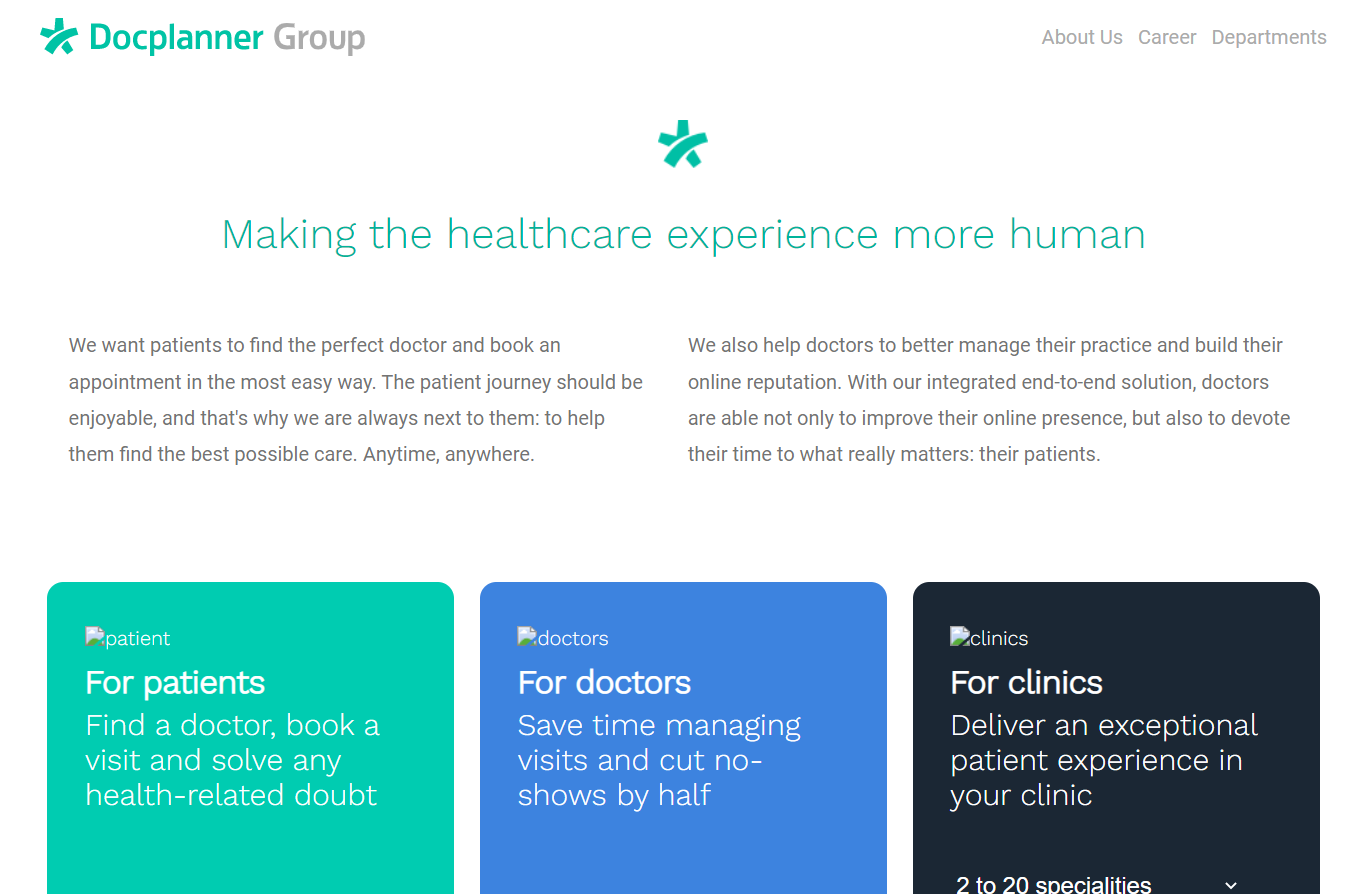 Docplanner Group
About Us Career Departments
Making the healthcare experience more human
We want patients to find the perfect doctor and book an
appointment in the most easy way. The patient journey should be
enjoyable, and that's why we are always next to them: to help
them find the best possible care. Anytime, anywhere.
We also help doctors to better manage their practice and build their
online reputation. With our integrated end-to-end solution, doctors
are able not only to improve their online presence, but also to devote
their time to what really matters: their patients.
patient
For patients
Find a doctor, book a
visit and solve any
health-related doubt
doctors
For doctors
Save time managing
visits and cut no-
shows by half
clinics
For clinics
Deliver an exceptional
patient experience in
your clinic
2 to 20 specialities